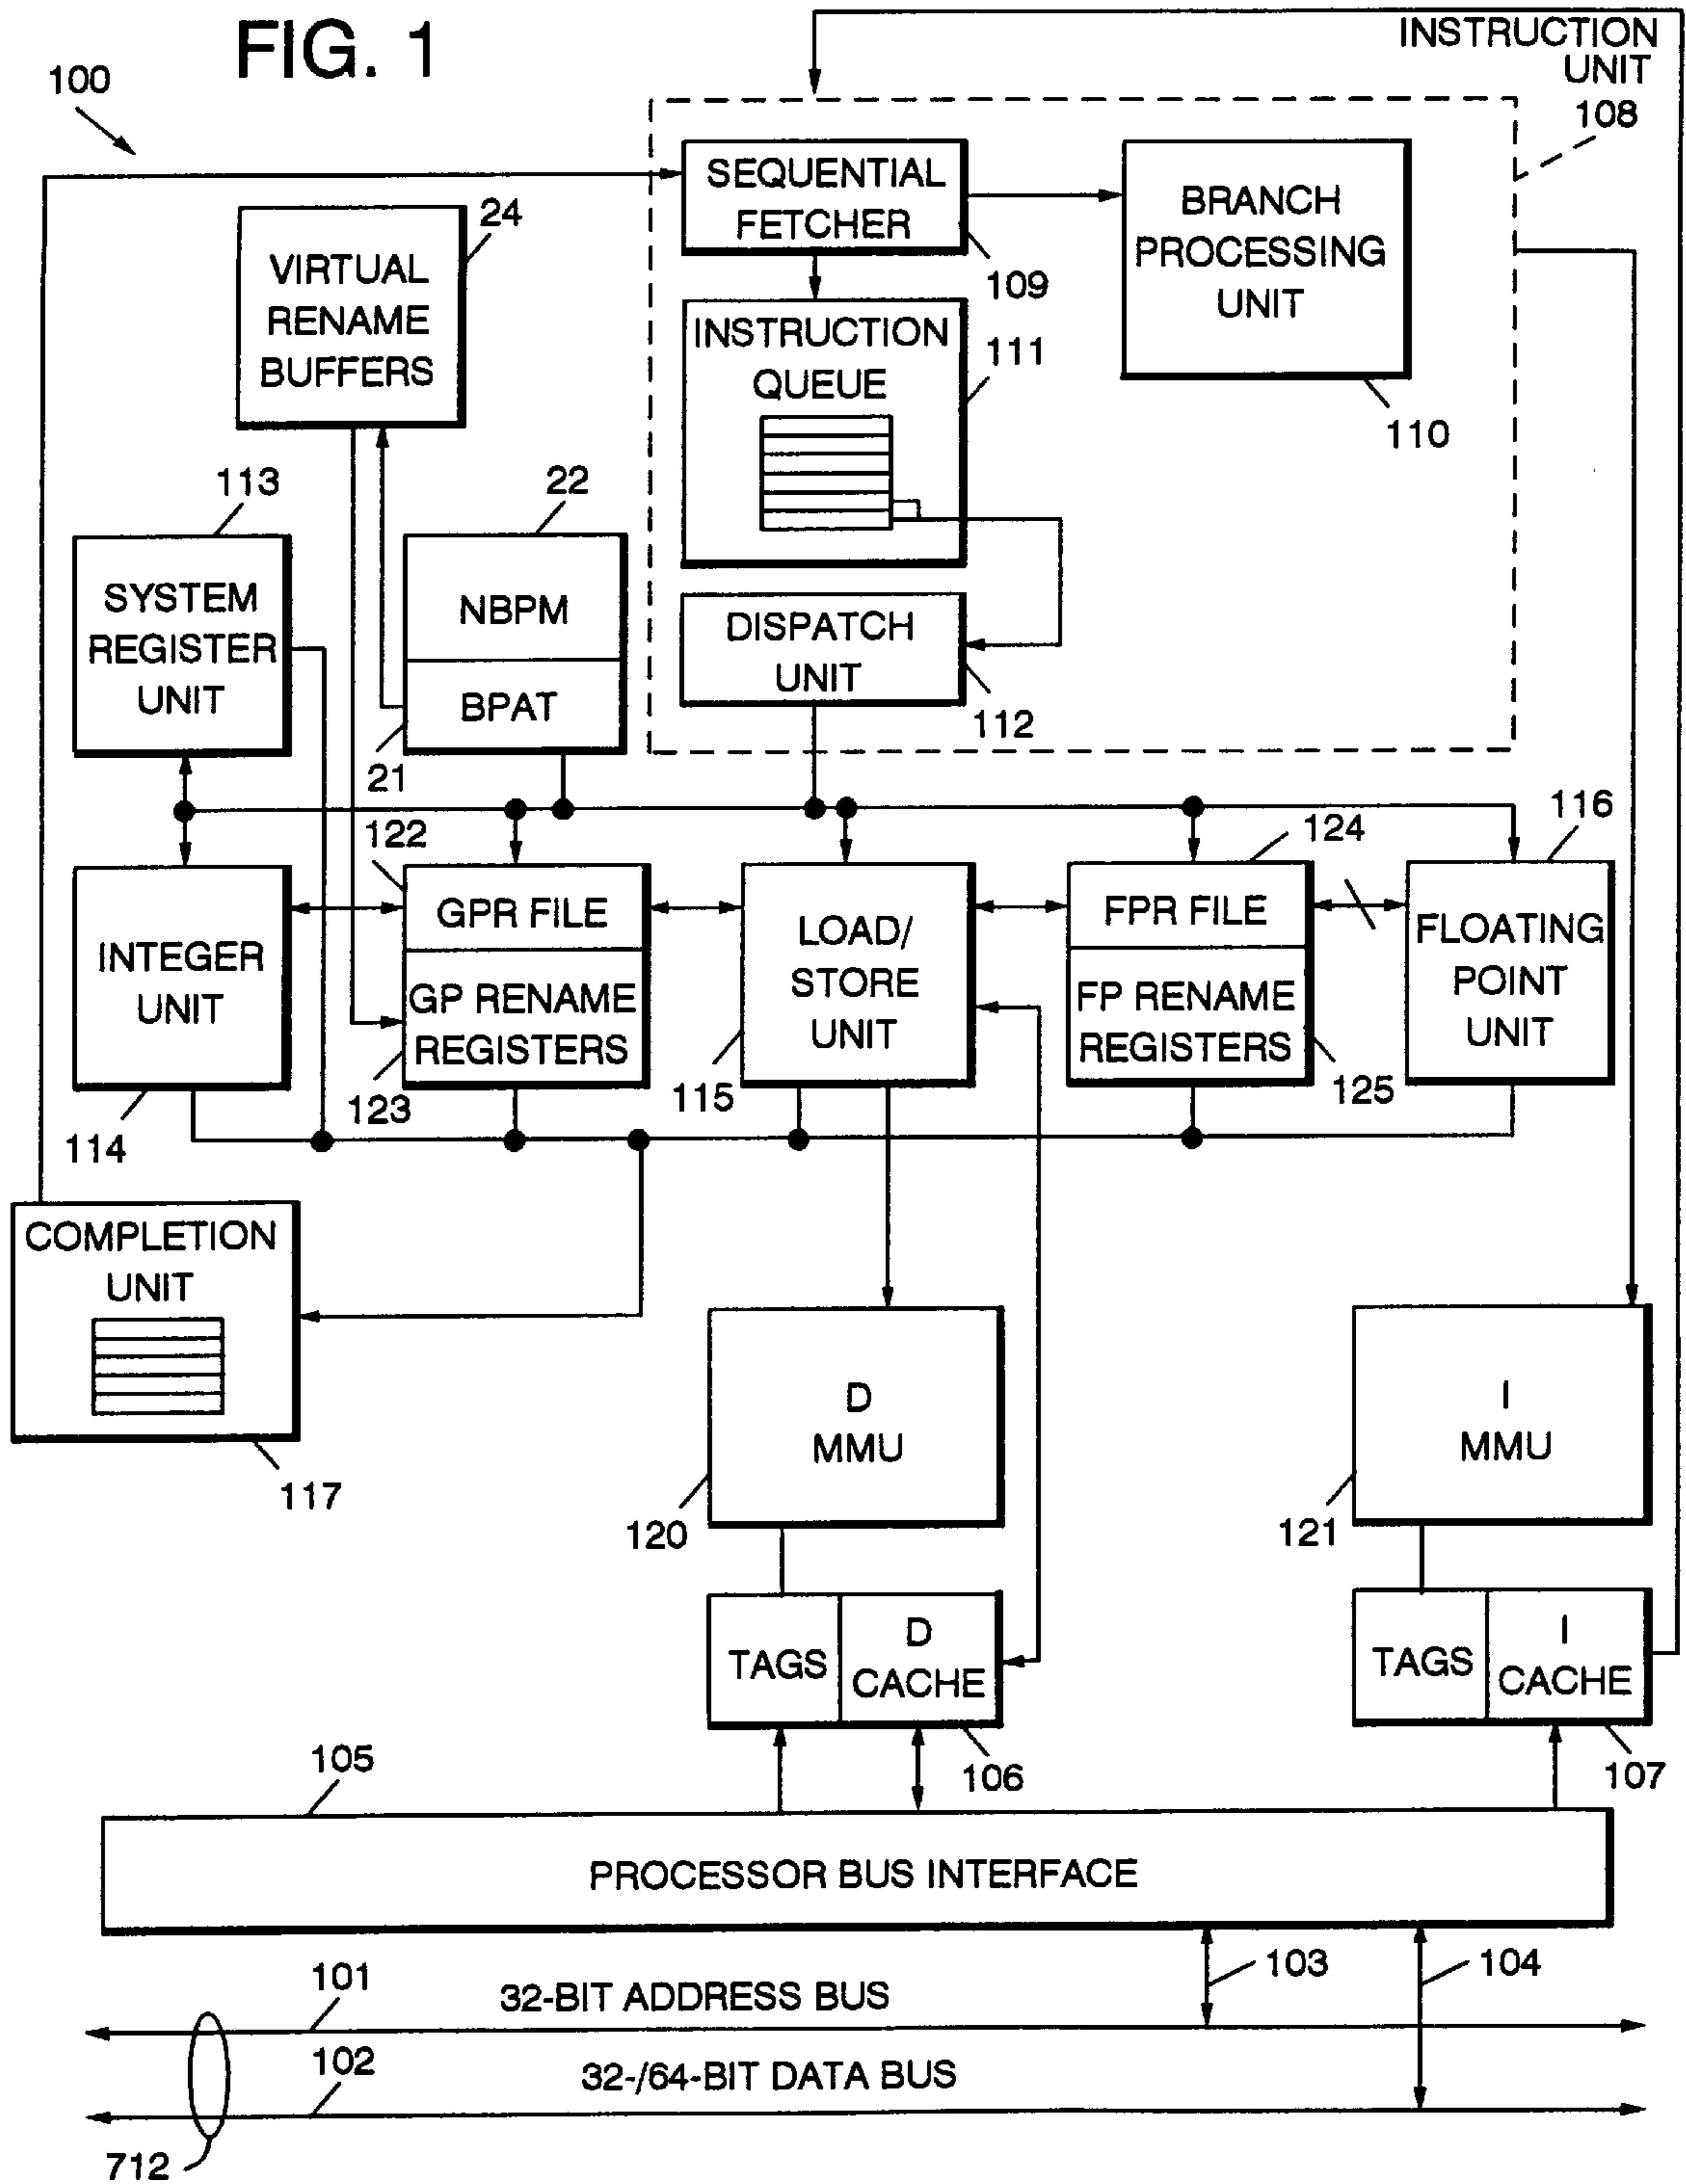 FIG. 1
100
INSTRUCTION
UNIT
108
SEQUENTIAL
FETCHER
109
BRANCH
PROCESSING
UNIT
110
24
VIRTUAL
RENAME
BUFFERS
INSTRUCTION
QUEUE
111
113
22
SYSTEM
REGISTER
UNIT
NBPM
BPAT
21
DISPATCH
UNIT
112
122
124
116
INTEGER
UNIT
114
GPR FILE
GP RENAME
REGISTERS
123
LOAD/
STORE
UNIT
115
FPR FILE
FP RENAME
REGISTERS
125
FLOATING
POINT
UNIT
COMPLETION
UNIT
117
D
MMU
120
I
MMU
121
TAGS
D
CACHE
106
TAGS
I
CACHE
107
105
PROCESSOR BUS INTERFACE
103
104
101
32-BIT ADDRESS BUS
102
32-/64-BIT DATA BUS
712